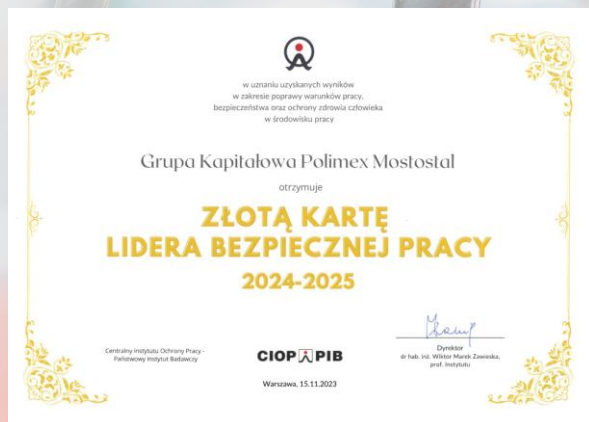 w uznaniu uzyskanych wyników
w zakresie poprawy warunków pracy,
bezpieczeństwa oraz ochrony zdrowia człowieka
w środowisku pracy
Grupa Kapitałowa Polimex Mostostal
otrzymuje
ZŁOTĄ KARTĘ
LIDERA BEZPIECZNEJ PRACY
2024-2025
Centralny Instytutu Ochrony Pracy -
Państwowy Instytut Badawczy
CIOP PIB
Warszawa, 15.11.2023
Dyrektor
dr hab. inż. Wiktor Marek Zawieska,
prof. Instytutu